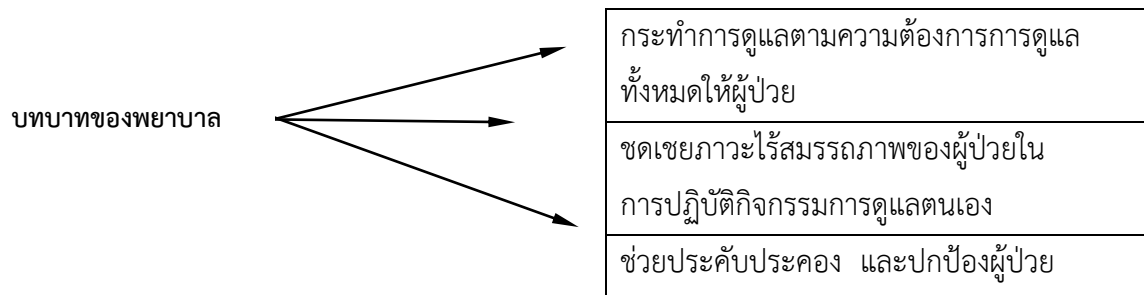 บทบาทของพยาบาล
กระทำการดูแลตามความต้องการการดูแล
ทั้งหมดให้ผู้ป่วย
ชดเชยภาวะไร้สมรรถภาพของผู้ป่วยใน
การปฏิบัติกิจกรรมการดูแลตนเอง
ช่วยประคับประคอง และปกป้องผู้ป่วย